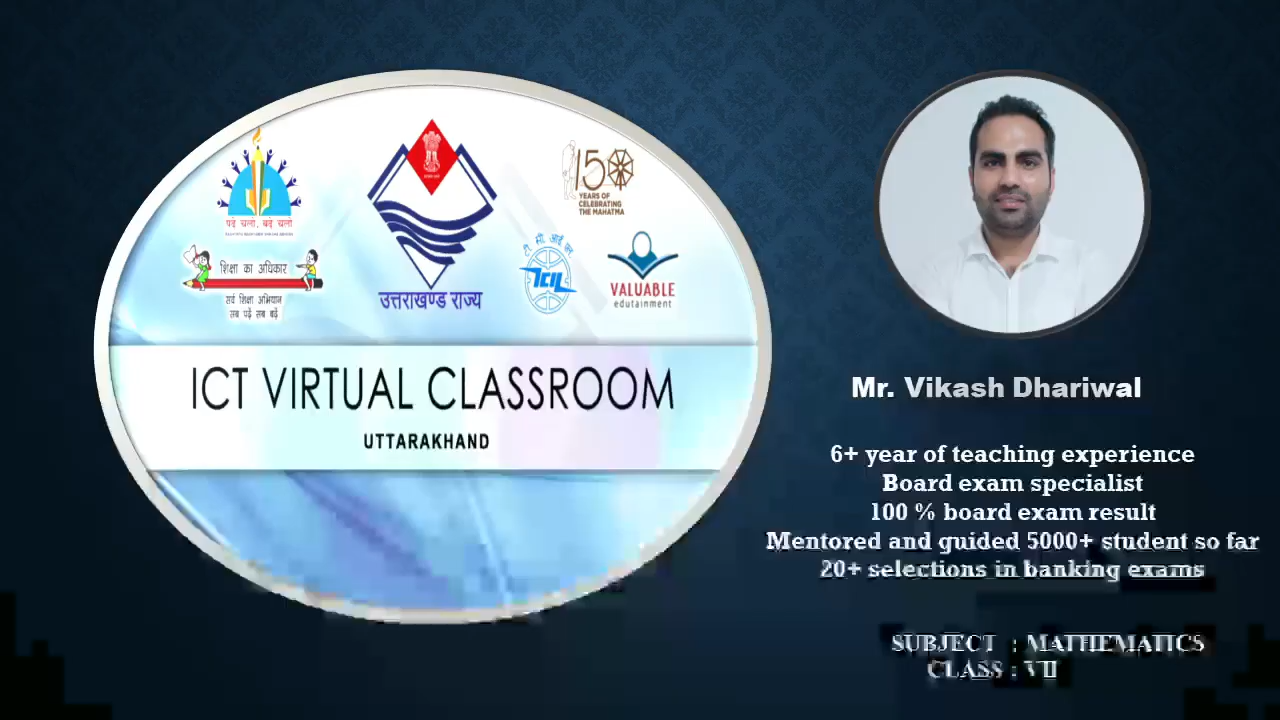 पढ़े चलो, बढ़े चलो
शिक्षा का अधिकार
सर्व शिक्षा अभियान
सब पढ़ें सब बढ़ें
उत्तराखण्ड राज्य
150
YEARS OF
CELEBRATING
THE MAHATMA
टी सी आई एल
TCIL
VALUABLE
edutainment
ICT VIRTUAL CLASSROOM
UTTARAKHAND
Mr. Vikash Dhariwal
6+ year of teaching experience
Board exam specialist
100 % board exam result
Mentored and guided 5000+ student so far
20+ selections in banking exams
SUBJECT : MATHEMATICS
CLASS : VII